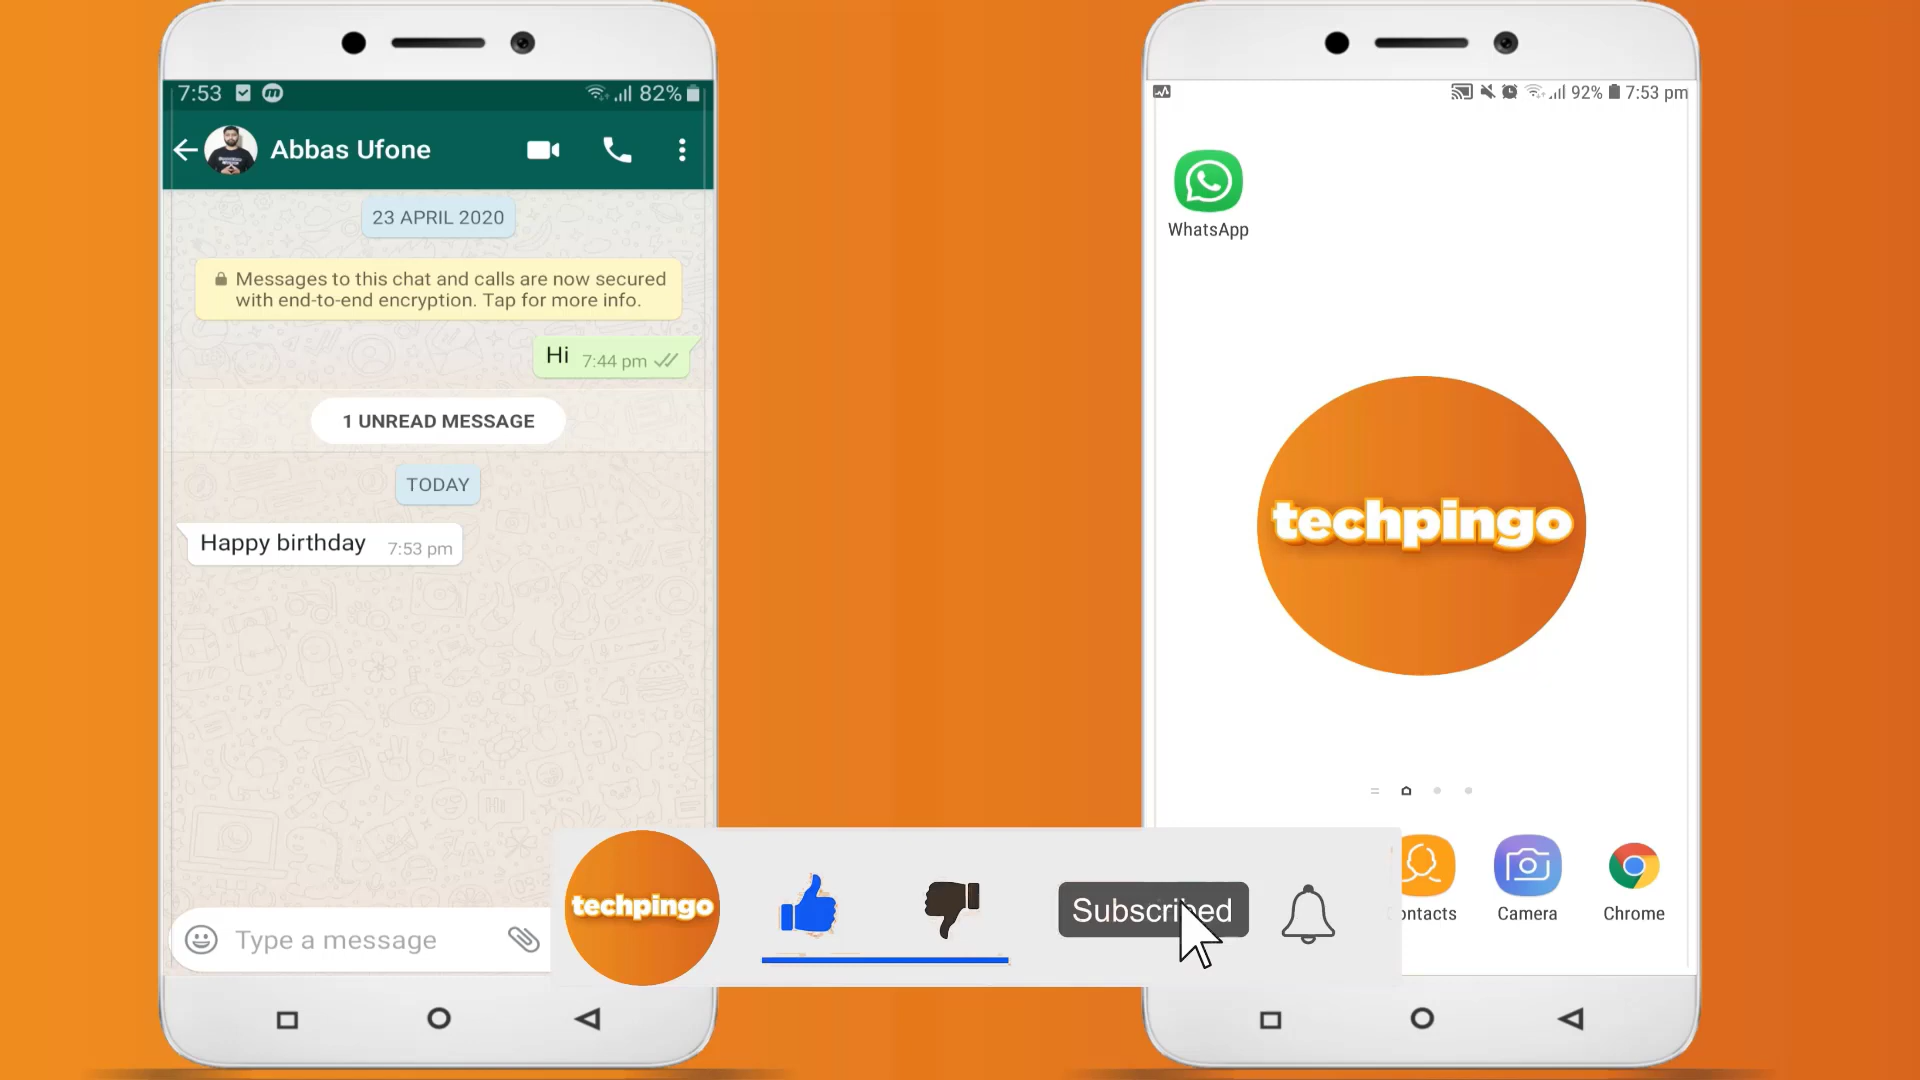 7:53
82%
Abbas Ufone
23 APRIL 2020
Messages to this chat and calls are now secured
with end-to-end encryption. Tap for more info.
Hi 7:44 pm
1 UNREAD MESSAGE
TODAY
Happy birthday 7:53 pm
Type a message
92% 7:53 pm
WhatsApp
techpingo
ontacts
Camera
Chrome
techpingo
Subscribed